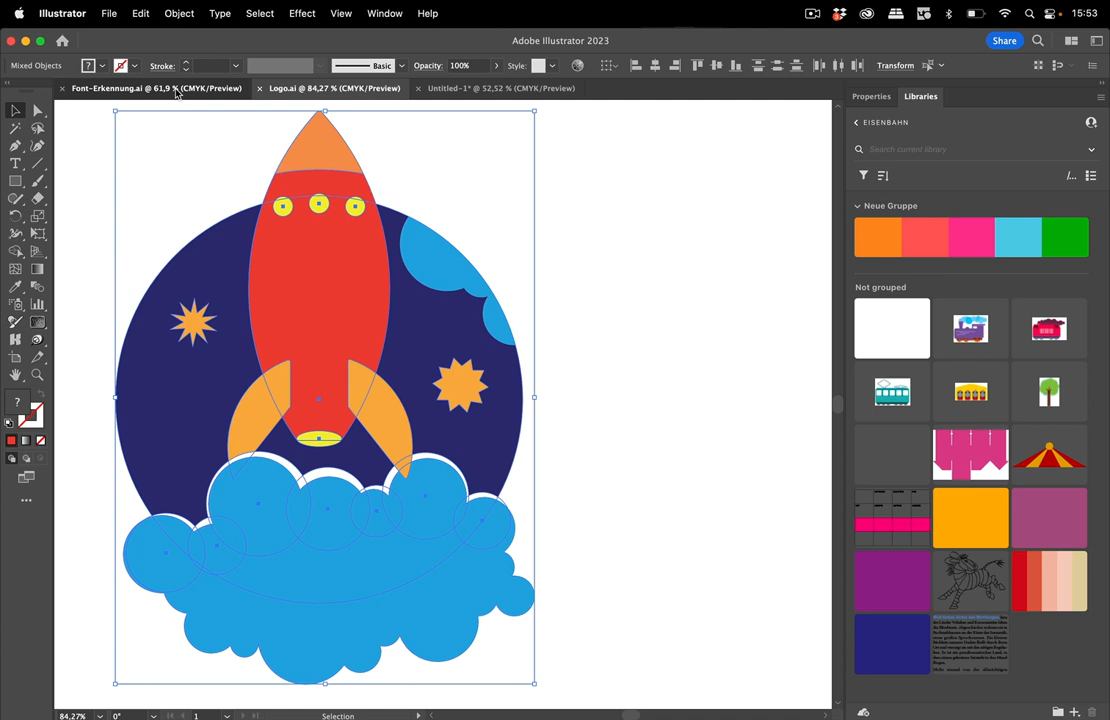 Illustrator File Edit Object Type Select Effect View Window Help 15:53
Adobe Illustrator 2023
Share
Mixed Objects ? Stroke: Basic Opacity: 100% Style: Transform
× Font-Erkennung.ai @ 61,9 % (CMYK/Preview) × Logo.ai @ 84,27 % (CMYK/Preview) × Untitled-1* @ 52,52 % (CMYK/Preview)
Properties Libraries
EISENBAHN
Search current library
Neue Gruppe
Not grouped
?
84,27% 0° 1 Selection